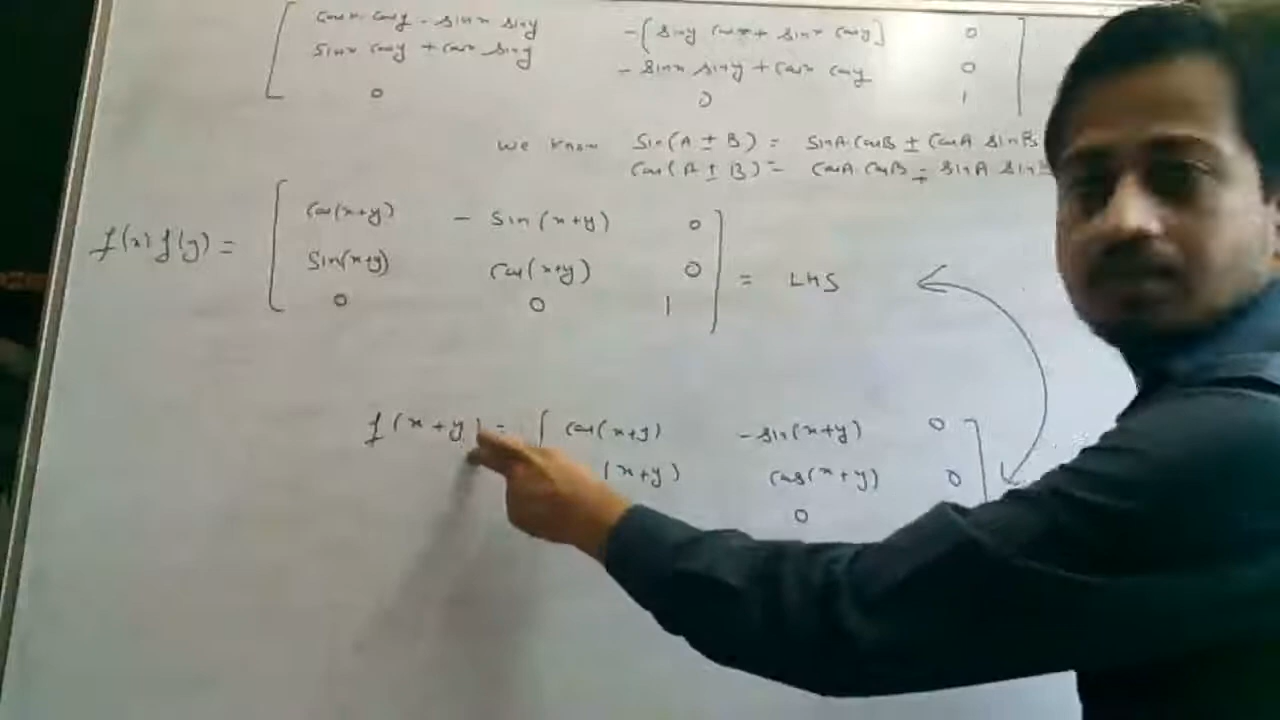 cosx. cosy - sinx siny -[siny cosx + sinx cosy] 0
sinx cosy + cosx siny - sinx siny + cosx cosy 0
0 0 1
we know Sin(A ± B) = sinA.cosB ± cosA sinB
Cos(A ± B) = cosA.cosB ∓ sinA sin
f(x) f(y) = cos(x+y) - sin(x+y) 0
sin(x+y) cos(x+y) 0 = LHS
0 0 1
f(x+y) = cos(x+y) -sin(x+y) 0
(x+y) cos(x+y) 0
0